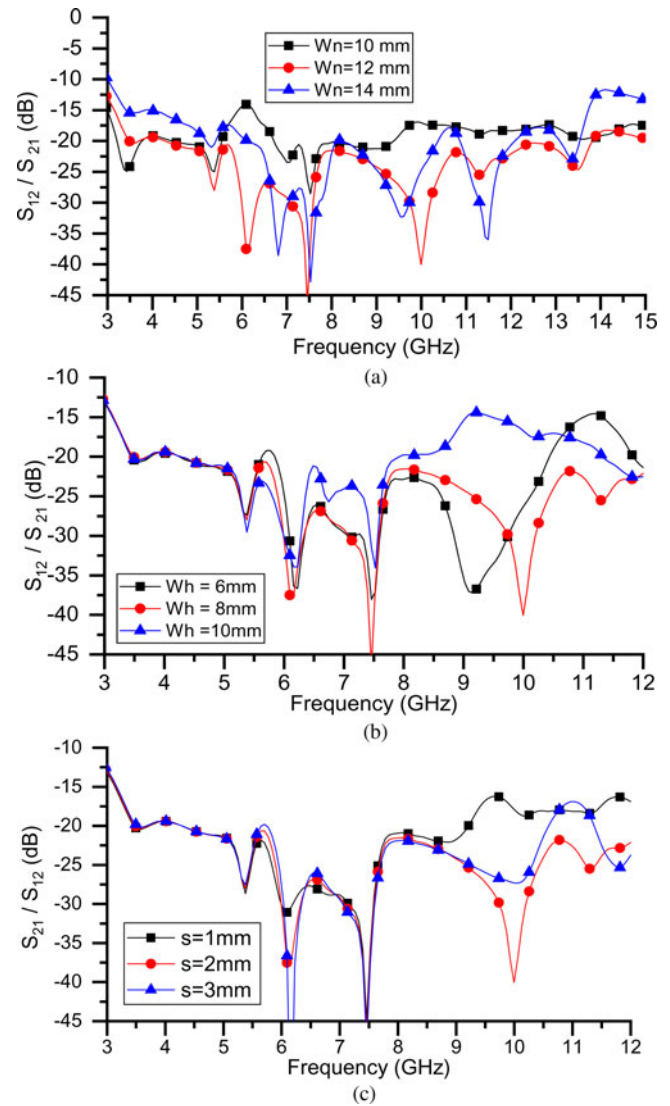 0
-5
-10
-15
-20
-25
-30
-35
-40
-45
S12 / S21 (dB)
Wn=10 mm
Wn=12 mm
Wn=14 mm
3 4 5 6 7 8 9 10 11 12 13 14 15
Frequency (GHz)
(a)
-10
-15
-20
-25
-30
-35
-40
-45
S12 / S21 (dB)
Wh = 6mm
Wh = 8mm
Wh =10mm
3 4 5 6 7 8 9 10 11 12
Frequency (GHz)
(b)
-10
-15
-20
-25
-30
-35
-40
-45
S21 / S12 (dB)
s=1mm
s=2mm
s=3mm
3 4 5 6 7 8 9 10 11 12
Frequency (GHz)
(c)